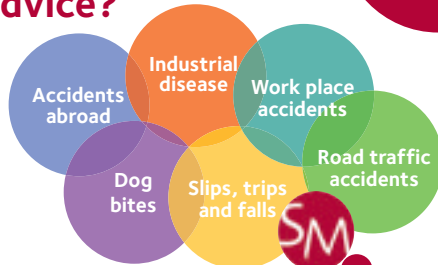 dvice?
Accidents
abroad
Industrial
disease
Work place
accidents
Road traffic
accidents
Dog
bites
Slips, trips
and falls
SM